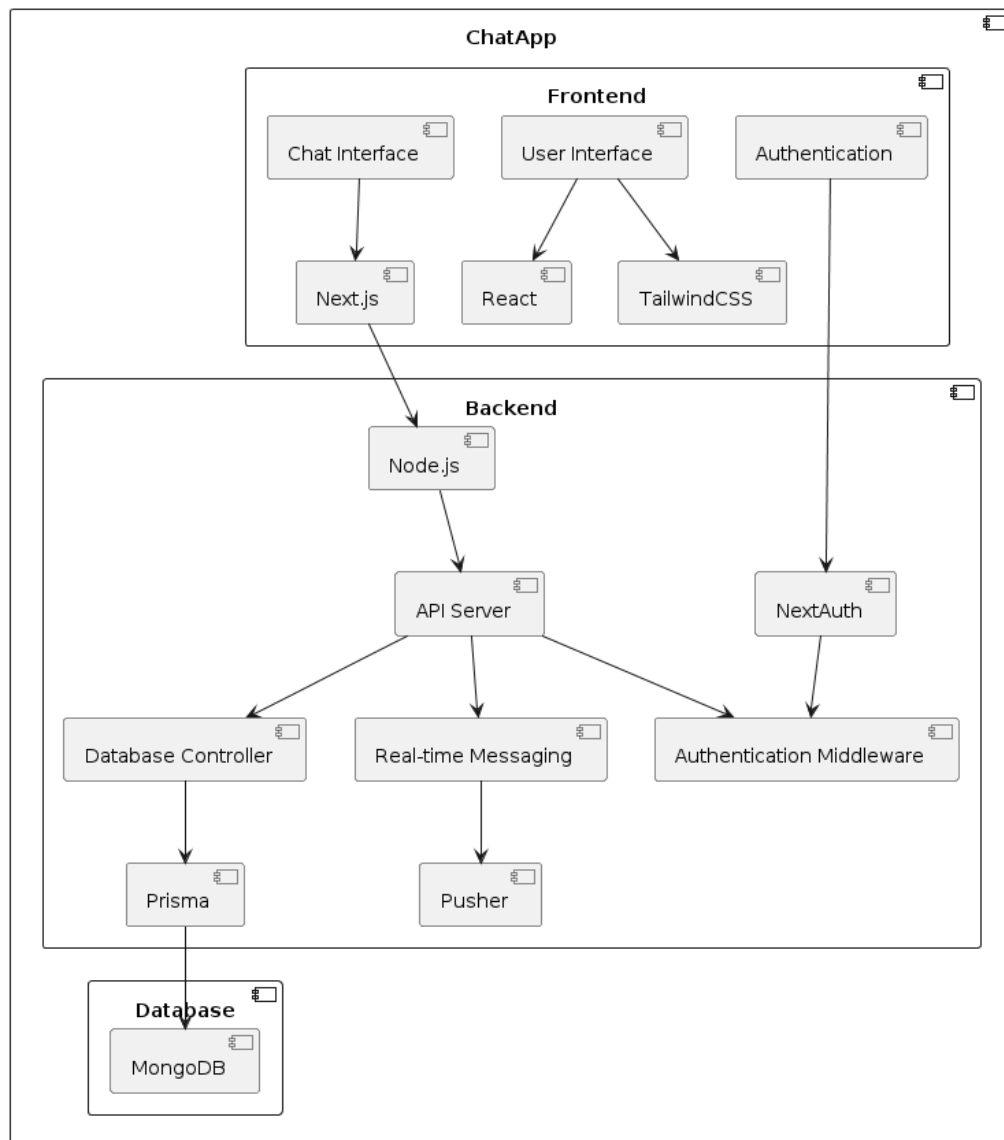 ChatApp
Frontend
Chat Interface
User Interface
Authentication
Next.js
React
TailwindCSS
Backend
Node.js
API Server
NextAuth
Database Controller
Real-time Messaging
Authentication Middleware
Prisma
Pusher
Database
MongoDB